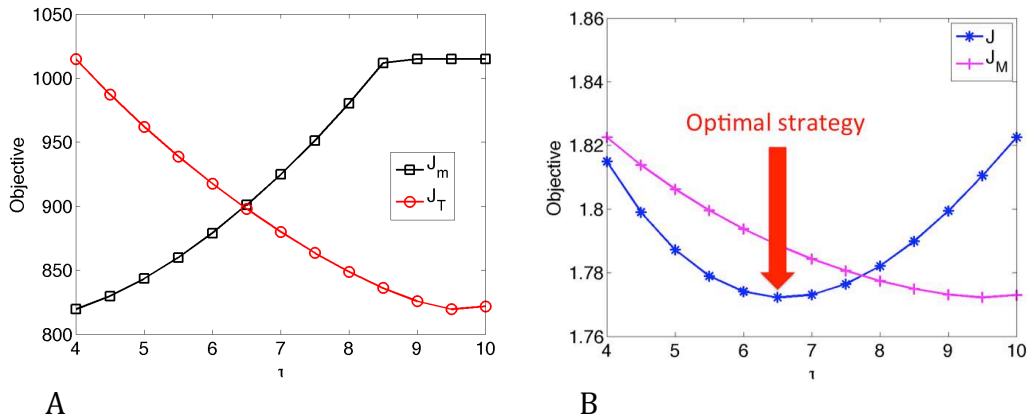 1050
1000
950
900
850
800
Objective
4 5 6 7 8 9 10
τ
J_m
J_T
A
1.86
1.84
1.82
1.8
1.78
1.76
Objective
4 5 6 7 8 9 10
τ
J
J_M
Optimal strategy
B